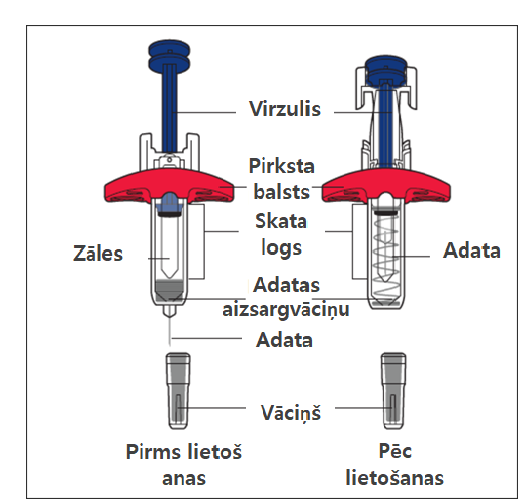 Virzulis
Pirksta
balsts
Skata
logs
Zāles
Adata
Adatas
aizsargvāciņu
Adata
Vāciņš
Pirms lietoš
anas
Pēc
lietošanas